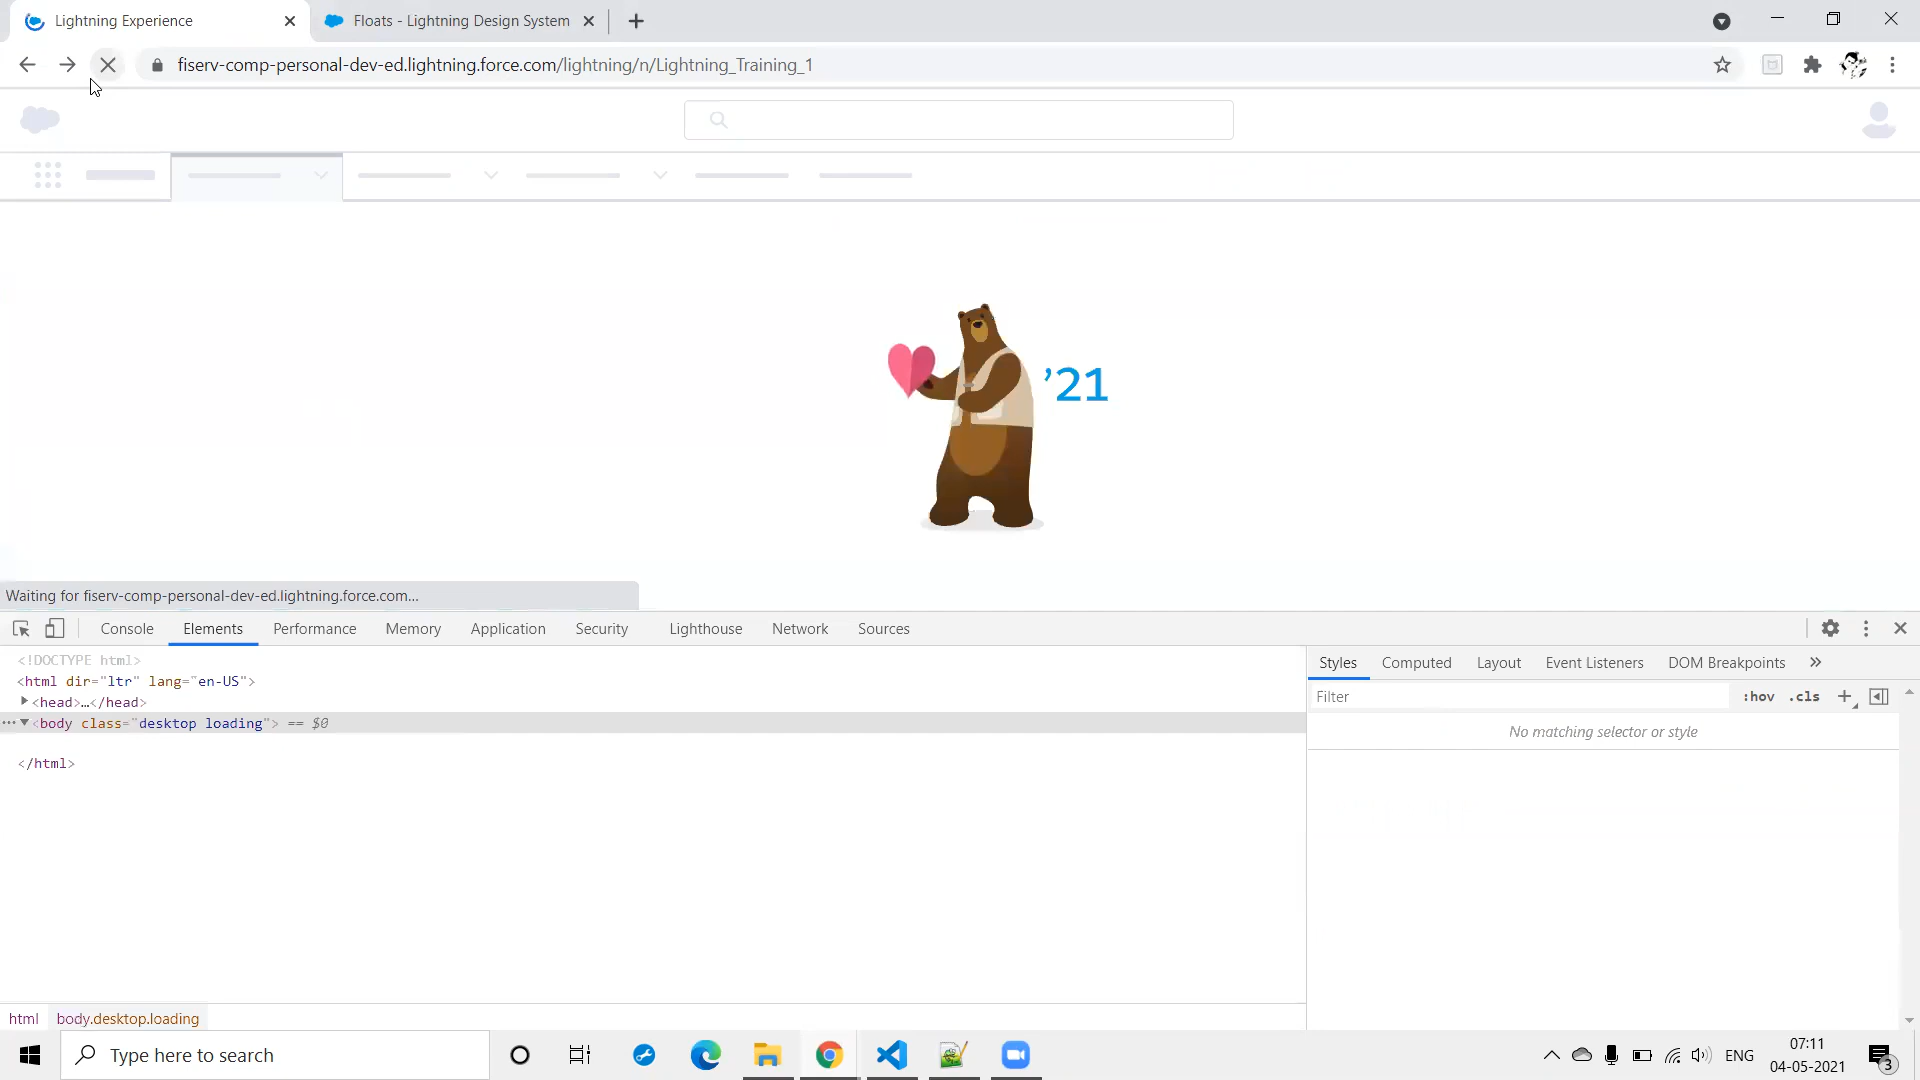 Lightning Experience
Floats - Lightning Design System
fiserv-comp-personal-dev-ed.lightning.force.com/lightning/n/Lightning_Training_1
’21
Waiting for fiserv-comp-personal-dev-ed.lightning.force.com...
Console Elements Performance Memory Application Security Lighthouse Network Sources
<!DOCTYPE html>
<html dir="ltr" lang="en-US">
<head>…</head>
<body class="desktop loading"> == $0
</html>
Styles Computed Layout Event Listeners DOM Breakpoints »
Filter :hov .cls +
No matching selector or style
html body.desktop.loading
Type here to search
ENG
07:11
04-05-2021
3